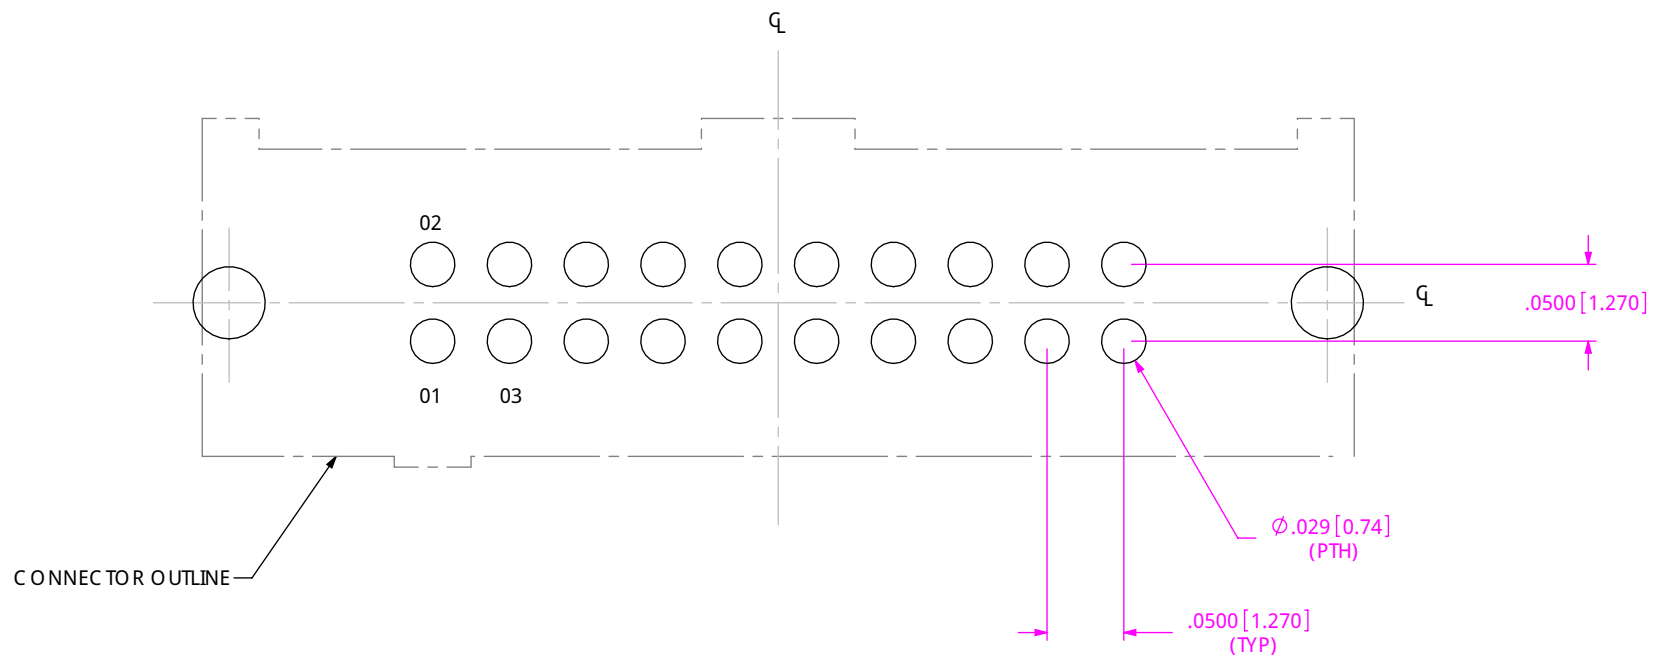 ℄
02
℄
.0500[1.270]
01 03
∅.029[0.74]
(PTH)
CONNECTOR OUTLINE
.0500[1.270]
(TYP)